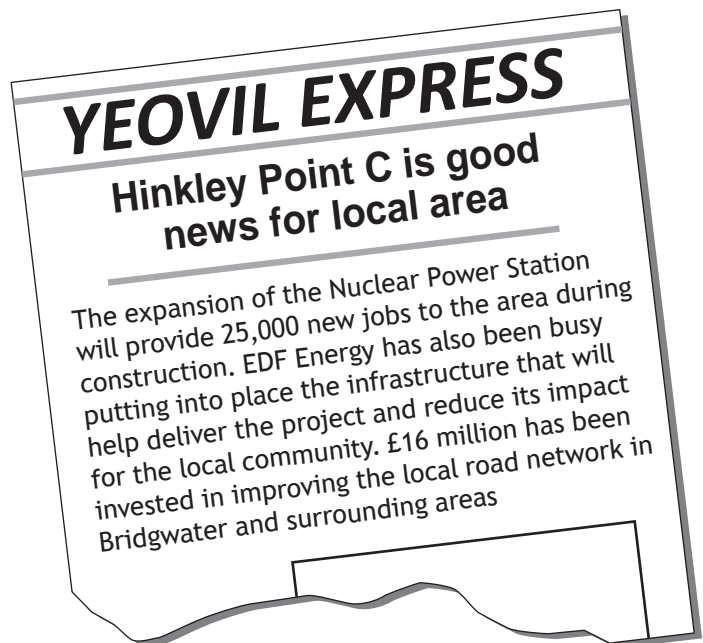 YEOVIL EXPRESS
Hinkley Point C is good
news for local area
The expansion of the Nuclear Power Station
will provide 25,000 new jobs to the area during
construction. EDF Energy has also been busy
putting into place the infrastructure that will
help deliver the project and reduce its impact
for the local community. £16 million has been
invested in improving the local road network in
Bridgwater and surrounding areas